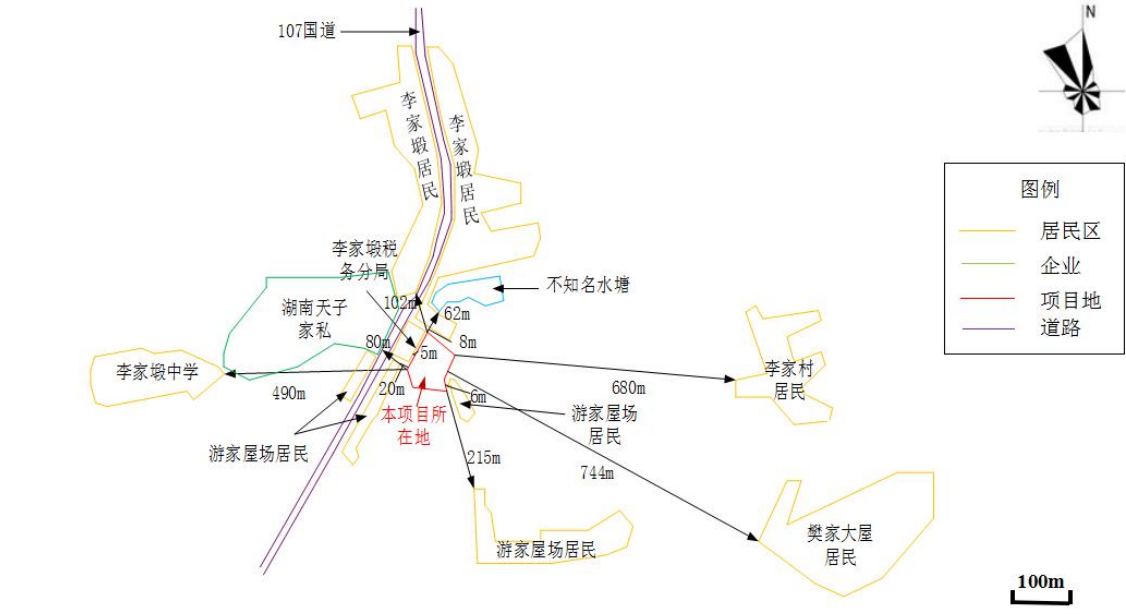 107国道
N
李家塅居民
李家塅居民
图例
居民区
企业
项目地
道路
李家塅税
务分局
不知名水塘
湖南天子
家私
102m
62m
80m
5m
8m
李家塅中学
490m
20m
本项目所
在地
6m
680m
李家村
居民
游家屋场
居民
游家屋场居民
215m
744m
游家屋场居民
樊家大屋
居民
100m